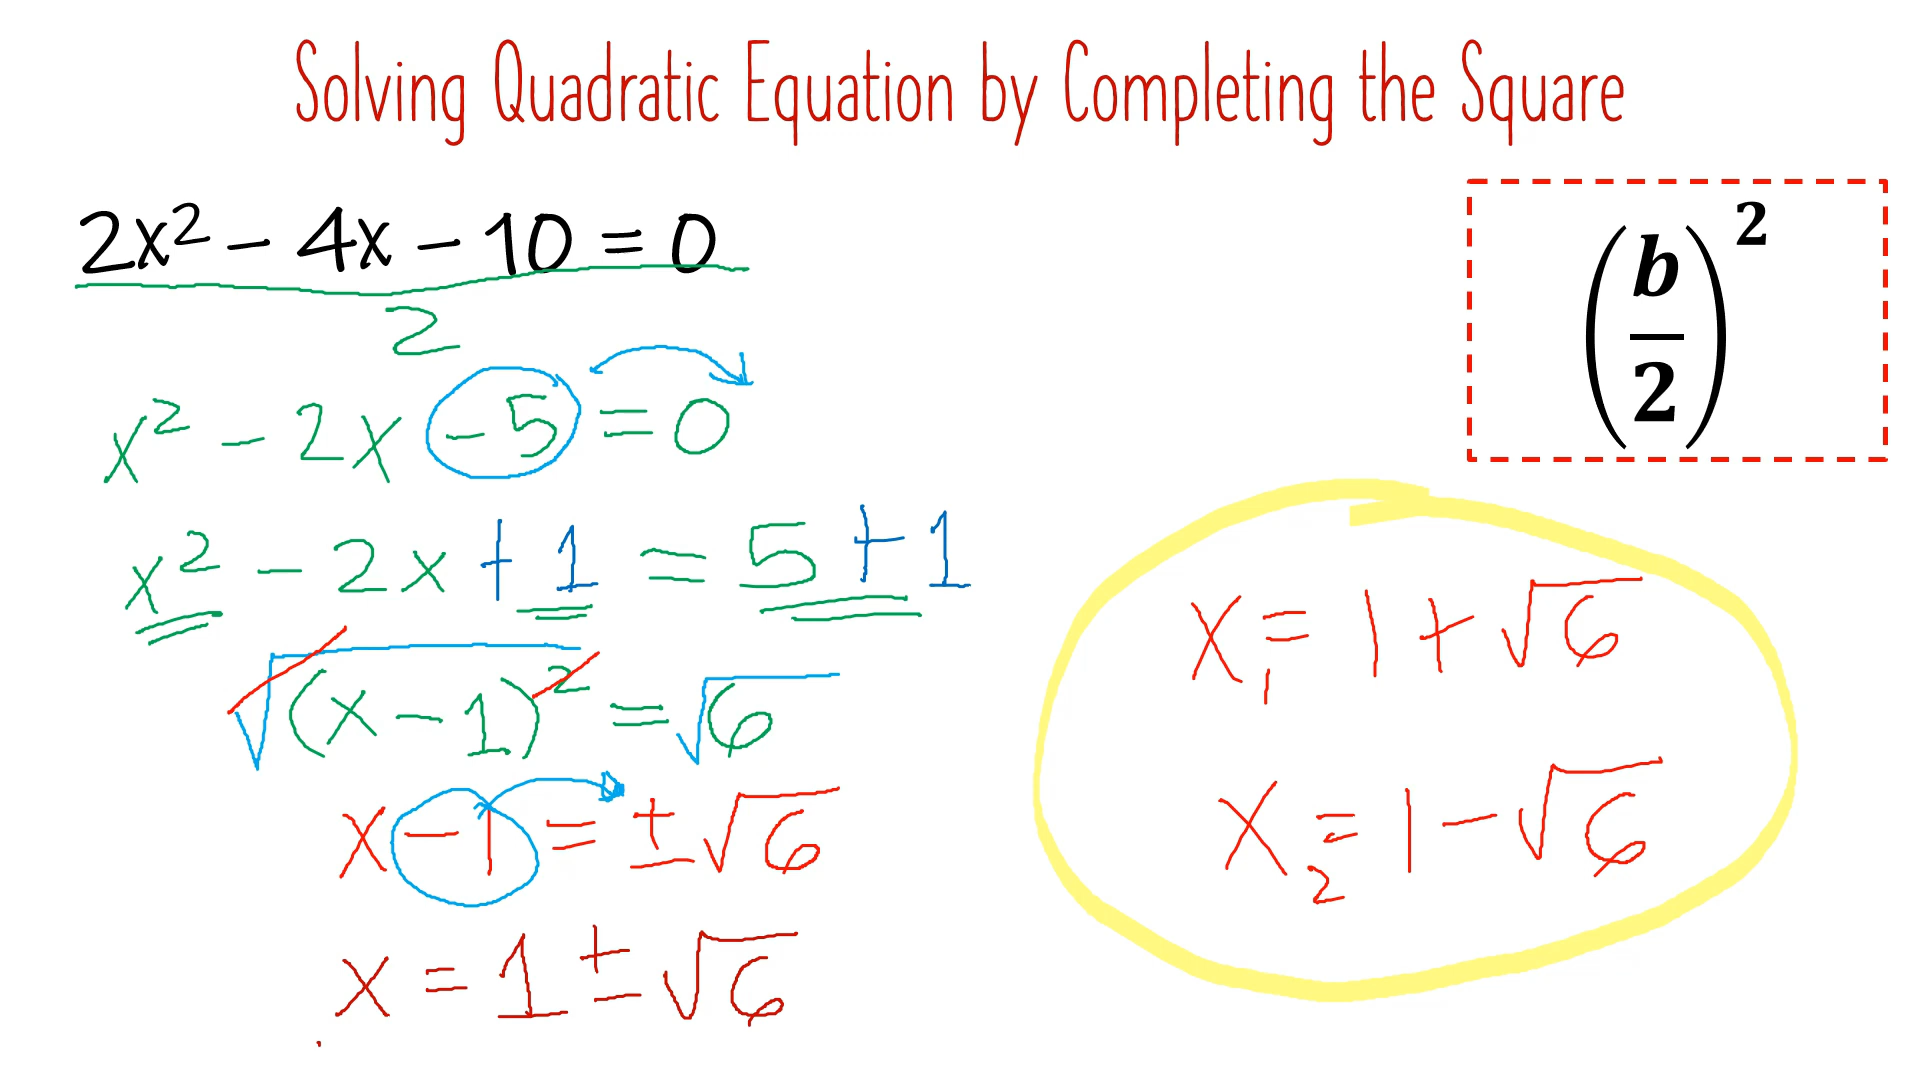 Solving Quadratic Equation by Completing the Square
2x² − 4x − 10 = 0
2
(b/2)²
x² − 2x − 5 = 0
x² − 2x + 1 = 5 + 1
√(x − 1)² = √6
x − 1 = ± √6
x = 1 ± √6
x₁ = 1 + √6
x₂ = 1 − √6